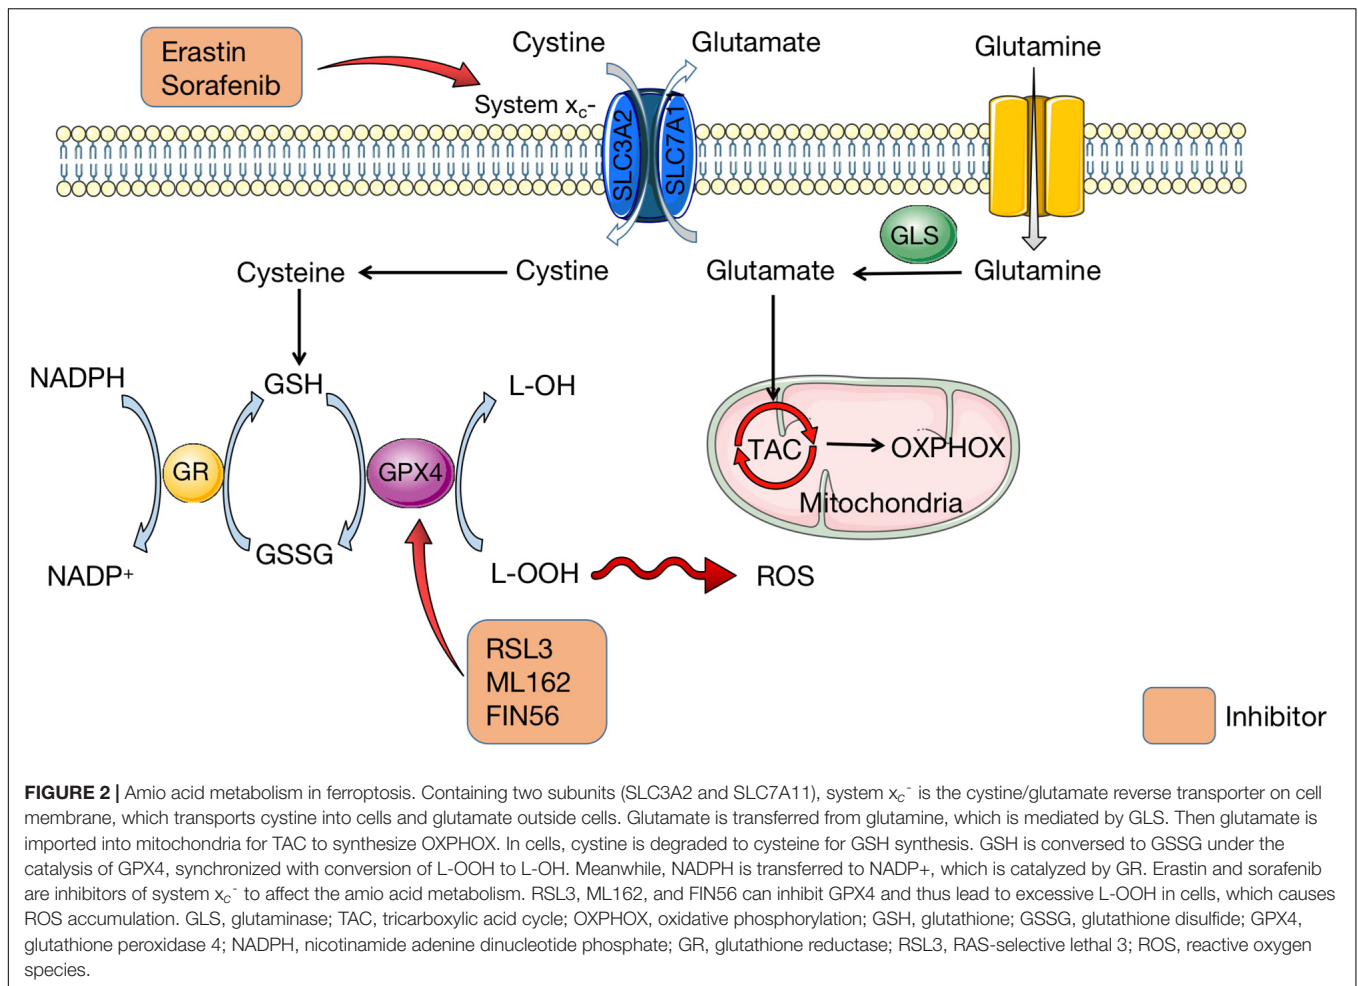 Erastin
Sorafenib
Cystine
Glutamate
Glutamine
System xc-
SLC3A2
SLC7A1
GLS
Cysteine
Cystine
Glutamate
Glutamine
NADPH
GSH
L-OH
GR
GPX4
TAC
OXPHOX
Mitochondria
NADP+
GSSG
L-OOH
ROS
RSL3
ML162
FIN56
Inhibitor
FIGURE 2 | Amio acid metabolism in ferroptosis. Containing two subunits (SLC3A2 and SLC7A11), system xc- is the cystine/glutamate reverse transporter on cell
membrane, which transports cystine into cells and glutamate outside cells. Glutamate is transferred from glutamine, which is mediated by GLS. Then glutamate is
imported into mitochondria for TAC to synthesize OXPHOX. In cells, cystine is degraded to cysteine for GSH synthesis. GSH is conversed to GSSG under the
catalysis of GPX4, synchronized with conversion of L-OOH to L-OH. Meanwhile, NADPH is transferred to NADP+, which is catalyzed by GR. Erastin and sorafenib
are inhibitors of system xc- to affect the amio acid metabolism. RSL3, ML162, and FIN56 can inhibit GPX4 and thus lead to excessive L-OOH in cells, which causes
ROS accumulation. GLS, glutaminase; TAC, tricarboxylic acid cycle; OXPHOX, oxidative phosphorylation; GSH, glutathione; GSSG, glutathione disulfide; GPX4,
glutathione peroxidase 4; NADPH, nicotinamide adenine dinucleotide phosphate; GR, glutathione reductase; RSL3, RAS-selective lethal 3; ROS, reactive oxygen
species.